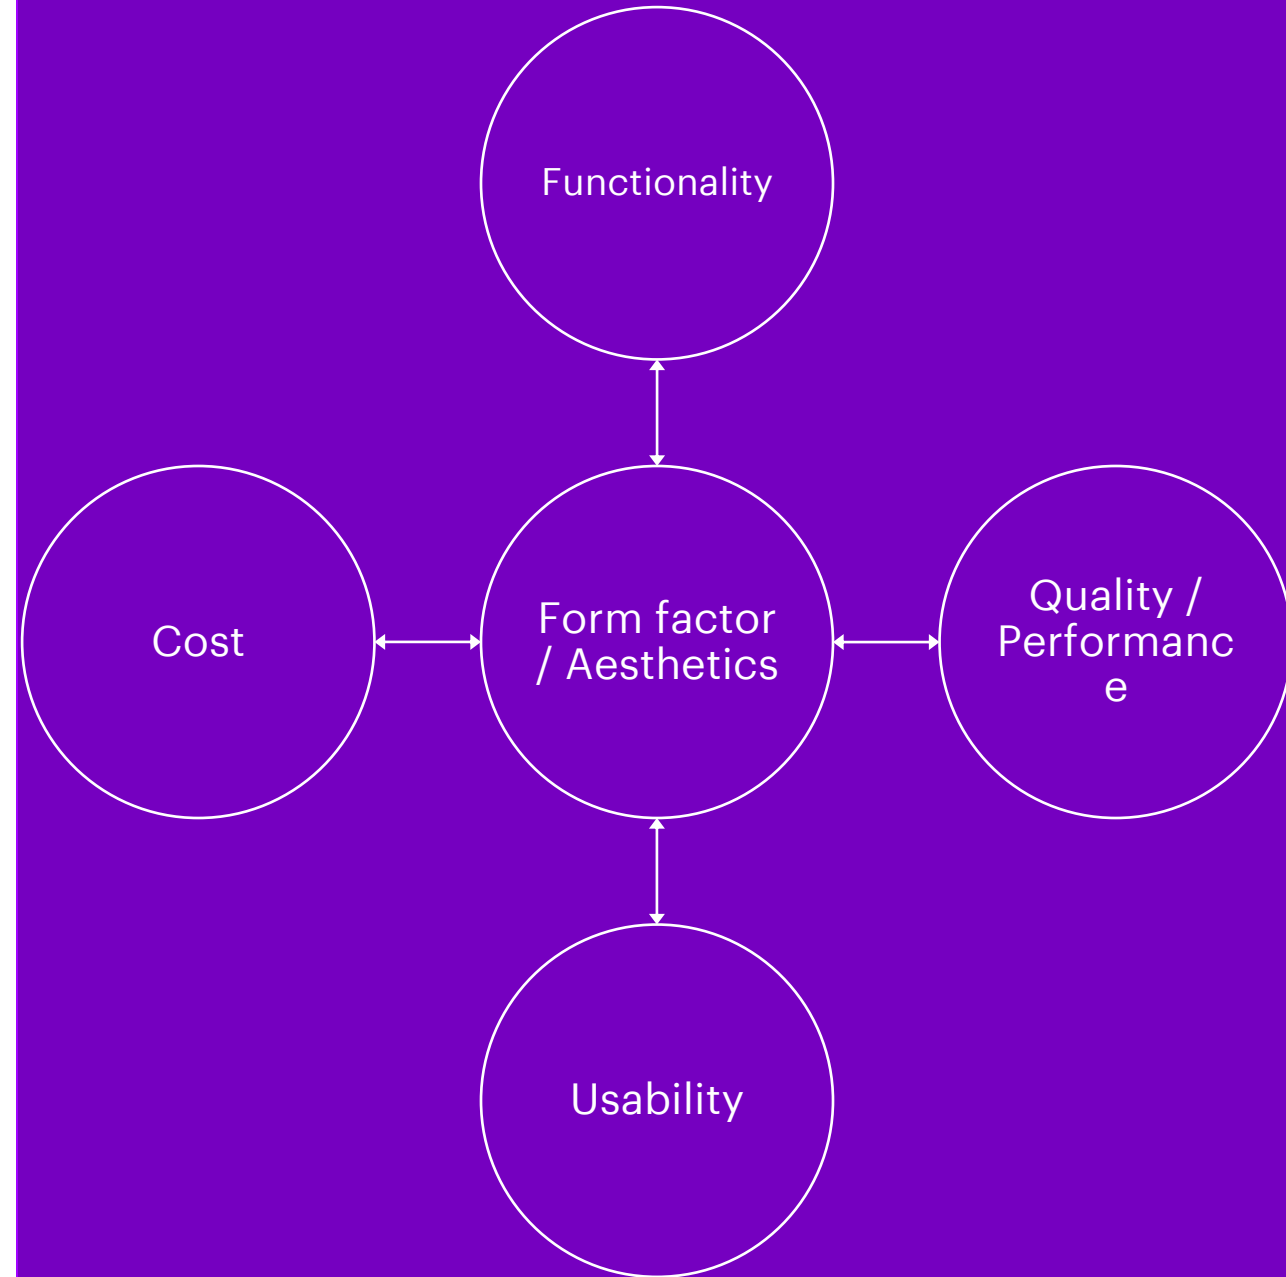 Functionality
Cost
Form factor
/ Aesthetics
Quality /
Performanc
e
Usability